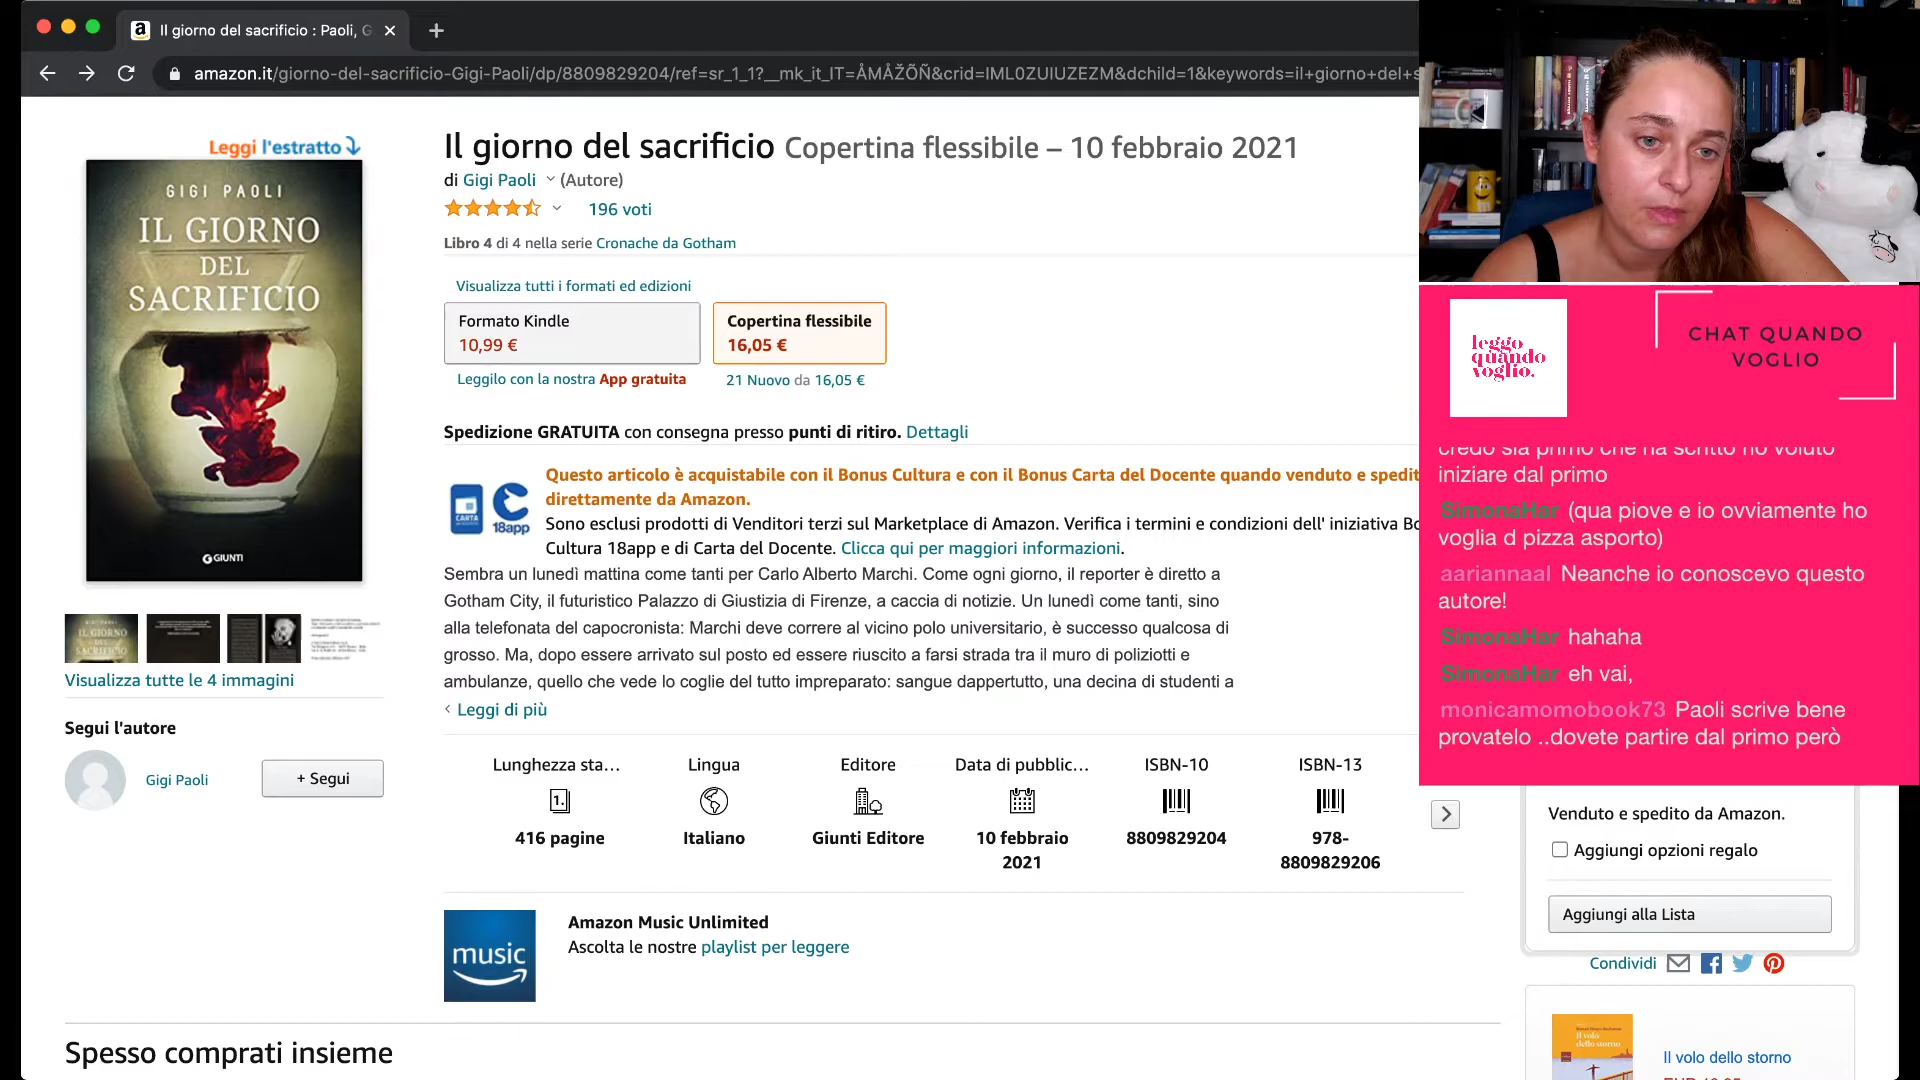 Il giorno del sacrificio : Paoli, G
amazon.it/giorno-del-sacrificio-Gigi-Paoli/dp/8809829204/ref=sr_1_1?__mk_it_IT=ÅMÅŽÕÑ&crid=IML0ZUIUZEZM&dchild=1&keywords=il+giorno+del+s
Leggi l'estratto
GIGI PAOLI
IL GIORNO
DEL
SACRIFICIO
GIUNTI
Visualizza tutte le 4 immagini
Segui l'autore
Gigi Paoli
+ Segui
Il giorno del sacrificio Copertina flessibile – 10 febbraio 2021
di Gigi Paoli (Autore)
196 voti
Libro 4 di 4 nella serie Cronache da Gotham
Visualizza tutti i formati ed edizioni
Formato Kindle
10,99 €
Leggilo con la nostra App gratuita
Copertina flessibile
16,05 €
21 Nuovo da 16,05 €
Spedizione GRATUITA con consegna presso punti di ritiro. Dettagli
CARTA
18app
Questo articolo è acquistabile con il Bonus Cultura e con il Bonus Carta del Docente quando venduto e spedit
direttamente da Amazon.
Sono esclusi prodotti di Venditori terzi sul Marketplace di Amazon. Verifica i termini e condizioni dell' iniziativa Bo
Cultura 18app e di Carta del Docente. Clicca qui per maggiori informazioni.
Sembra un lunedì mattina come tanti per Carlo Alberto Marchi. Come ogni giorno, il reporter è diretto a
Gotham City, il futuristico Palazzo di Giustizia di Firenze, a caccia di notizie. Un lunedì come tanti, sino
alla telefonata del capocronista: Marchi deve correre al vicino polo universitario, è successo qualcosa di
grosso. Ma, dopo essere arrivato sul posto ed essere riuscito a farsi strada tra il muro di poliziotti e
ambulanze, quello che vede lo coglie del tutto impreparato: sangue dappertutto, una decina di studenti a
Leggi di più
Lunghezza sta…
416 pagine
Lingua
Italiano
Editore
Giunti Editore
Data di pubblic…
10 febbraio
2021
ISBN-10
8809829204
ISBN-13
978-
8809829206
music
Amazon Music Unlimited
Ascolta le nostre playlist per leggere
Spesso comprati insieme
leggo
quando
voglio.
CHAT QUANDO
VOGLIO
credo sia primo che ha scritto ho voluto
iniziare dal primo
SimonaHar (qua piove e io ovviamente ho
voglia d pizza asporto)
aariannaal Neanche io conoscevo questo
autore!
SimonaHar hahaha
SimonaHar eh vai,
monicamomobook73 Paoli scrive bene
provatelo ..dovete partire dal primo però
Venduto e spedito da Amazon.
Aggiungi opzioni regalo
Aggiungi alla Lista
Condividi
Il volo
dello storno
Il volo dello storno